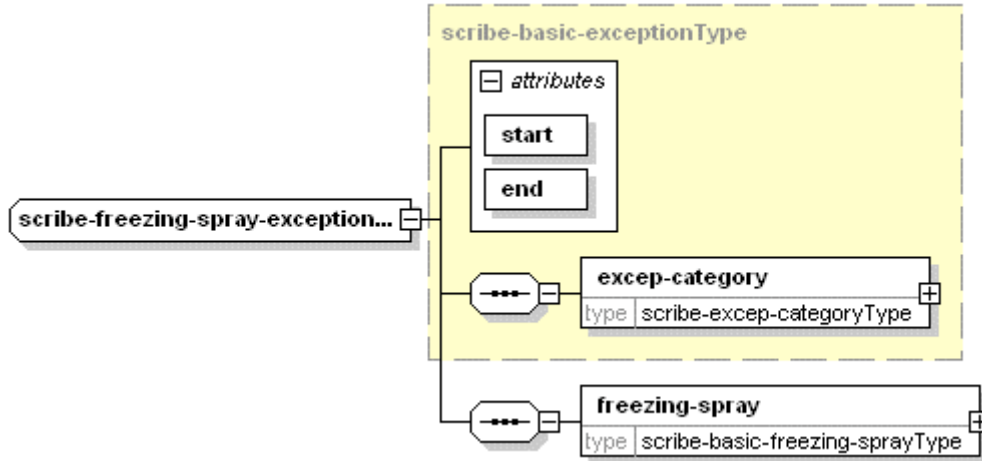 scribe-basic-exceptionType
attributes
start
end
scribe-freezing-spray-exception...
excep-category
type scribe-excep-categoryType
freezing-spray
type scribe-basic-freezing-sprayType